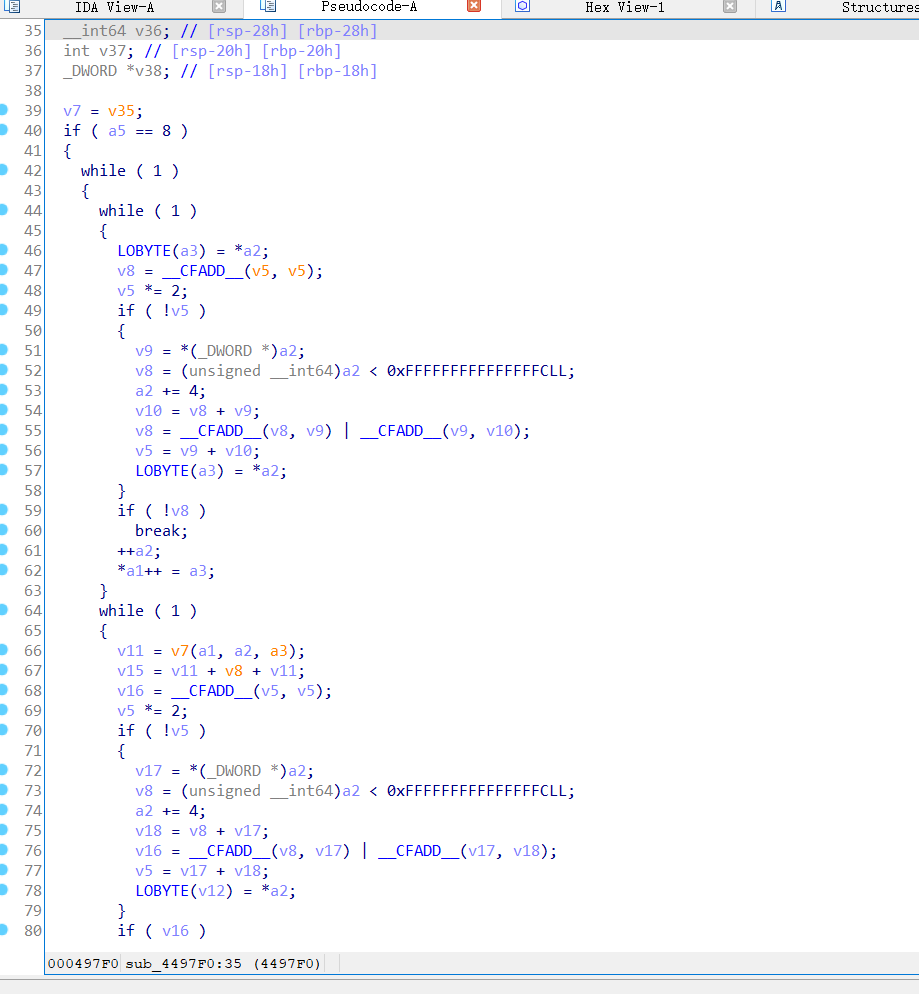 IDA View-A Pseudocode-A Hex View-1 Structures
35 __int64 v36; // [rsp-28h] [rbp-28h]
36 int v37; // [rsp-20h] [rbp-20h]
37 _DWORD *v38; // [rsp-18h] [rbp-18h]
38
39 v7 = v35;
40 if ( a5 == 8 )
41 {
42 while ( 1 )
43 {
44 while ( 1 )
45 {
46 LOBYTE(a3) = *a2;
47 v8 = __CFADD__(v5, v5);
48 v5 *= 2;
49 if ( !v5 )
50 {
51 v9 = *(_DWORD *)a2;
52 v8 = (unsigned __int64)a2 < 0xFFFFFFFFFFFFFFFCLL;
53 a2 += 4;
54 v10 = v8 + v9;
55 v8 = __CFADD__(v8, v9) | __CFADD__(v9, v10);
56 v5 = v9 + v10;
57 LOBYTE(a3) = *a2;
58 }
59 if ( !v8 )
60 break;
61 ++a2;
62 *a1++ = a3;
63 }
64 while ( 1 )
65 {
66 v11 = v7(a1, a2, a3);
67 v15 = v11 + v8 + v11;
68 v16 = __CFADD__(v5, v5);
69 v5 *= 2;
70 if ( !v5 )
71 {
72 v17 = *(_DWORD *)a2;
73 v8 = (unsigned __int64)a2 < 0xFFFFFFFFFFFFFFFCLL;
74 a2 += 4;
75 v18 = v8 + v17;
76 v16 = __CFADD__(v8, v17) | __CFADD__(v17, v18);
77 v5 = v17 + v18;
78 LOBYTE(v12) = *a2;
79 }
80 if ( v16 )
000497F0 sub_4497F0:35 (4497F0)